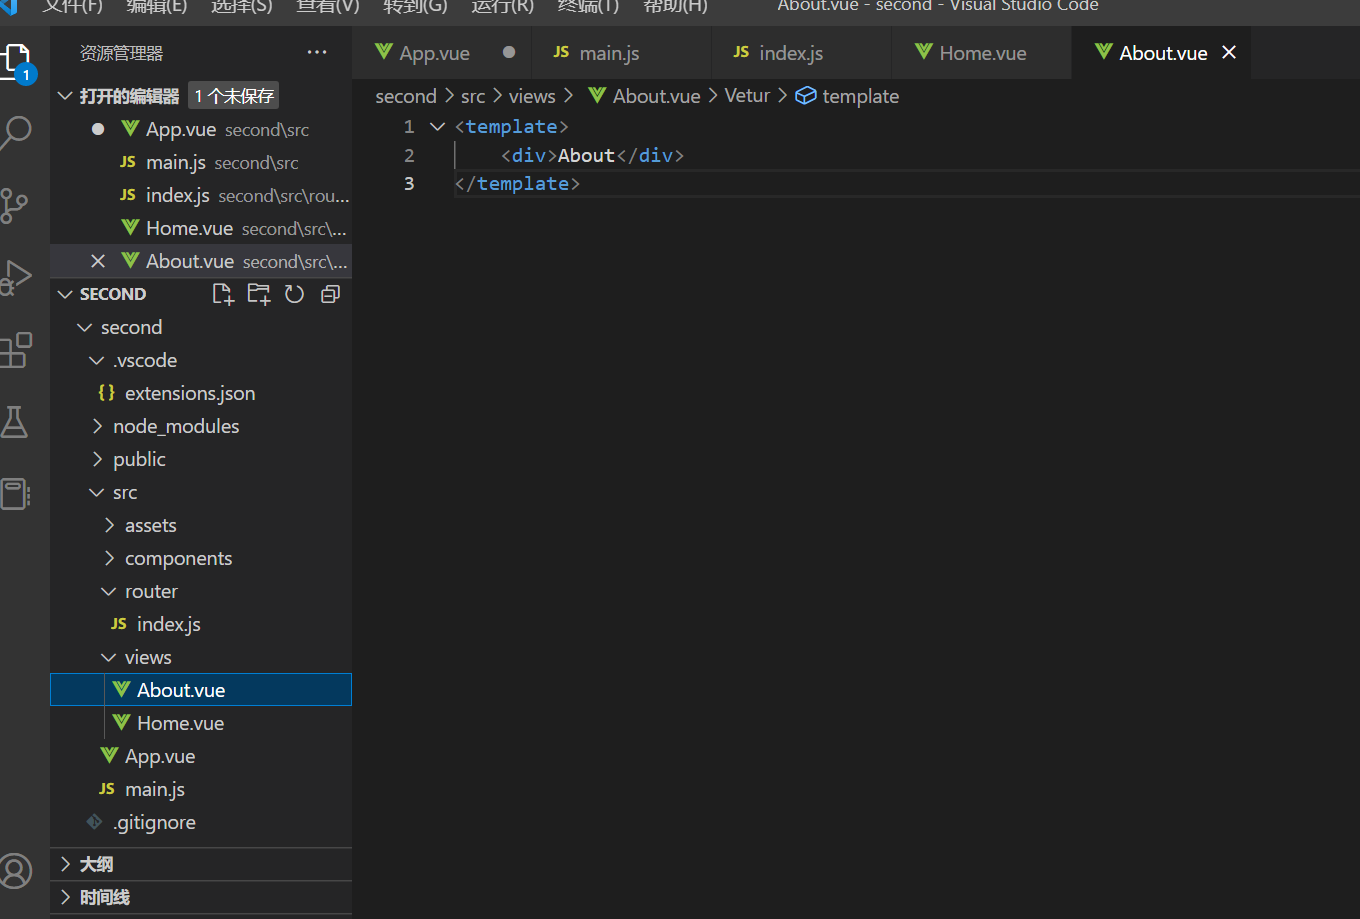 文件(F) 编辑(E) 选择(S) 查看(V) 转到(G) 运行(R) 终端(T) 帮助(H) About.vue - second - Visual Studio Code
1
资源管理器 ···
打开的编辑器 1 个未保存
App.vue second\src
JS main.js second\src
JS index.js second\src\rou...
Home.vue second\src\...
About.vue second\src\...
SECOND
second
.vscode
{} extensions.json
node_modules
public
src
assets
components
router
JS index.js
views
About.vue
Home.vue
App.vue
JS main.js
.gitignore
大纲
时间线
App.vue JS main.js JS index.js Home.vue About.vue
second > src > views > About.vue > Vetur > template
1 <template>
2 <div>About</div>
3 </template>